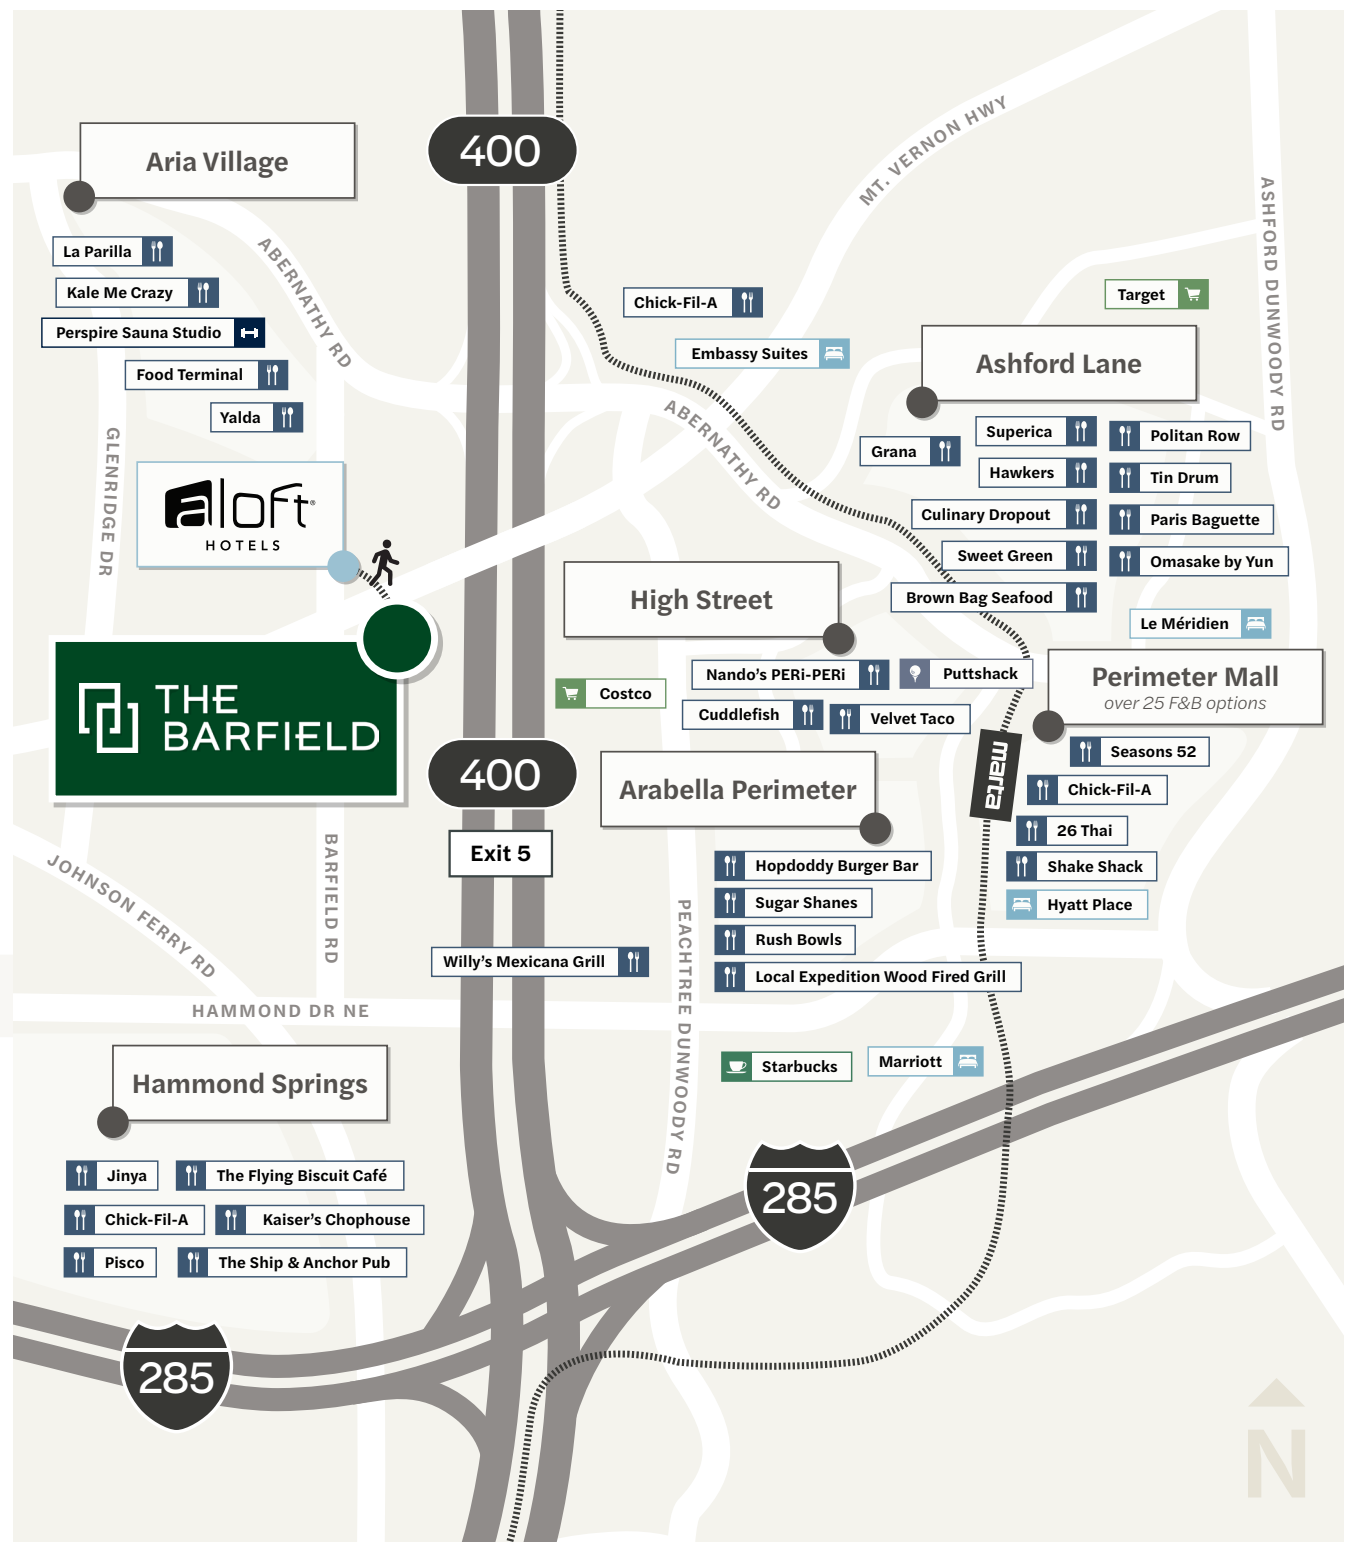 400
MT. VERNON HWY
ASHFORD DUNWOODY RD
Aria Village
La Parilla
Kale Me Crazy
Perspire Sauna Studio
Food Terminal
Yalda
ABERNATHY RD
GLENRIDGE DR
aloft®
HOTELS
THE
BARFIELD
Chick-Fil-A
Embassy Suites
ABERNATHY RD
Target
Ashford Lane
Grana
Superica
Hawkers
Culinary Dropout
Sweet Green
Brown Bag Seafood
Politan Row
Tin Drum
Paris Baguette
Omasake by Yun
Le Méridien
High Street
Nando's PERi-PERi
Puttshack
Costco
Cuddlefish
Velvet Taco
Perimeter Mall
over 25 F&B options
Seasons 52
Chick-Fil-A
26 Thai
Shake Shack
Hyatt Place
marta
400
Exit 5
Arabella Perimeter
Hopdoddy Burger Bar
Sugar Shanes
Rush Bowls
Local Expedition Wood Fired Grill
Willy's Mexicana Grill
JOHNSON FERRY RD
BARFIELD RD
PEACHTREE DUNWOODY RD
HAMMOND DR NE
Starbucks
Marriott
Hammond Springs
Jinya
The Flying Biscuit Café
Chick-Fil-A
Kaiser's Chophouse
Pisco
The Ship & Anchor Pub
285
285
N